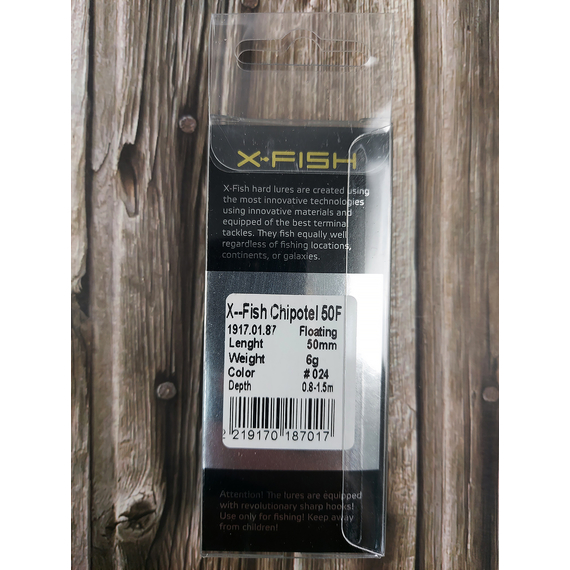 X-FISH
X-Fish hard lures are created using
the most innovative technologies
using innovative materials and
equipped of the best terminal
tackles. They fish equally well
regardless of fishing locations,
continents, or galaxies.
X--Fish Chipotel 50F
1917.01.87 Floating
Lenght 50mm
Weight 6g
Color # 024
Depth 0.8-1.5m
2 219170 187017
Attention! The lures are equipped
with revolutionary sharp hooks!
Use only for fishing! Keep away
from children!